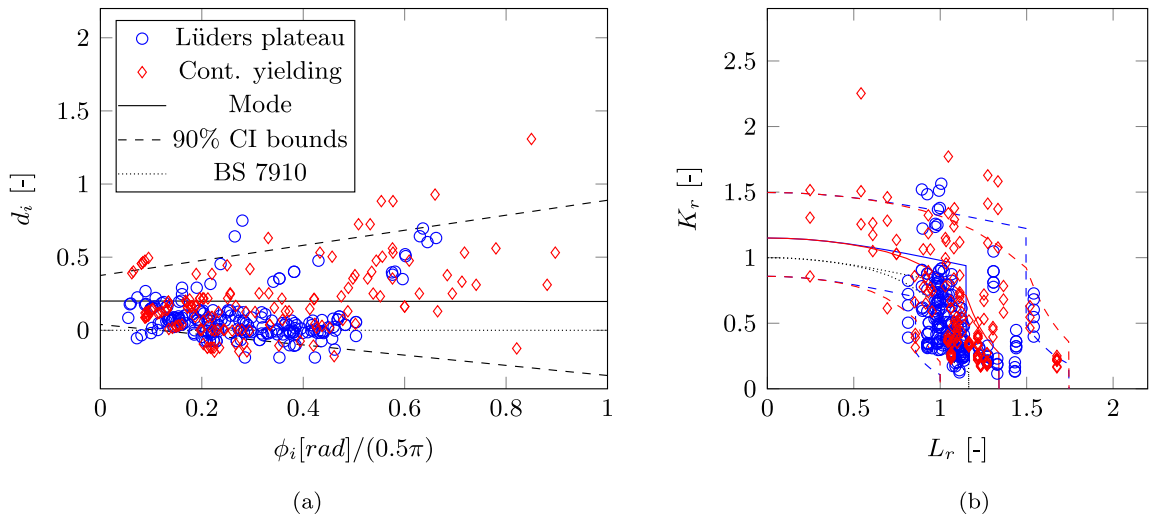 2
1.5
1
0.5
0
d_i [-]
Lüders plateau
Cont. yielding
Mode
90% CI bounds
BS 7910
0 0.2 0.4 0.6 0.8 1
ϕ_i[rad]/(0.5π)
(a)
2.5
2
1.5
1
0.5
0
K_r [-]
0 0.5 1 1.5 2
L_r [-]
(b)